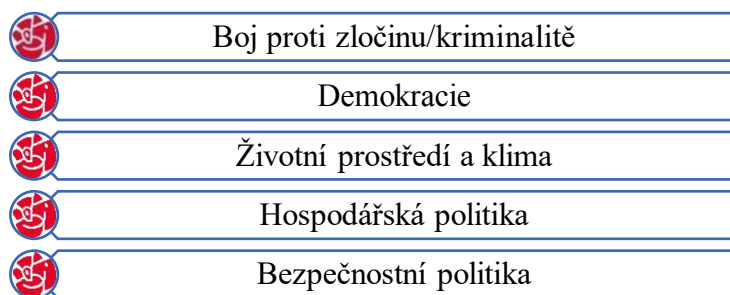 Boj proti zločinu/kriminalitě
Demokracie
Životní prostředí a klima
Hospodářská politika
Bezpečnostní politika